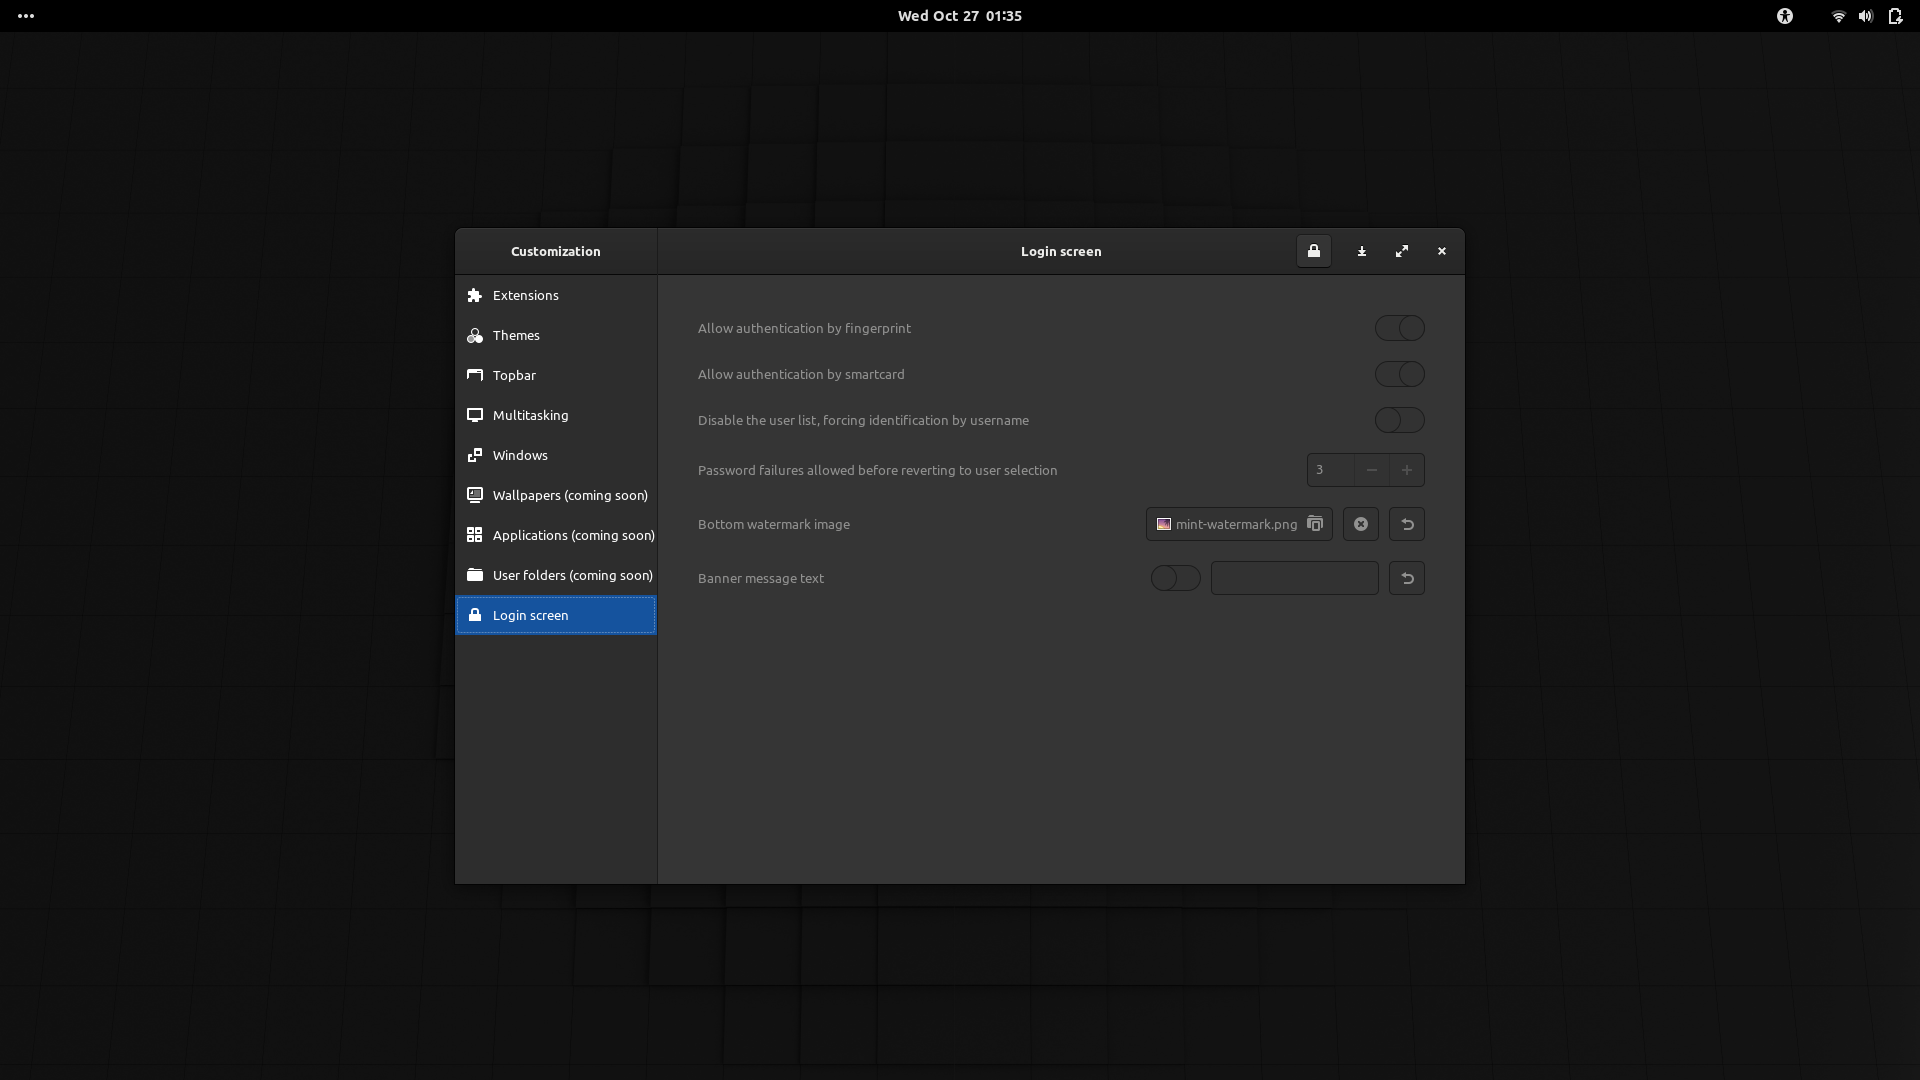 Wed Oct 27 01:35
Customization
Login screen
Extensions
Themes
Topbar
Multitasking
Windows
Wallpapers (coming soon)
Applications (coming soon)
User folders (coming soon)
Login screen
Allow authentication by fingerprint
Allow authentication by smartcard
Disable the user list, forcing identification by username
Password failures allowed before reverting to user selection 3
Bottom watermark image mint-watermark.png
Banner message text